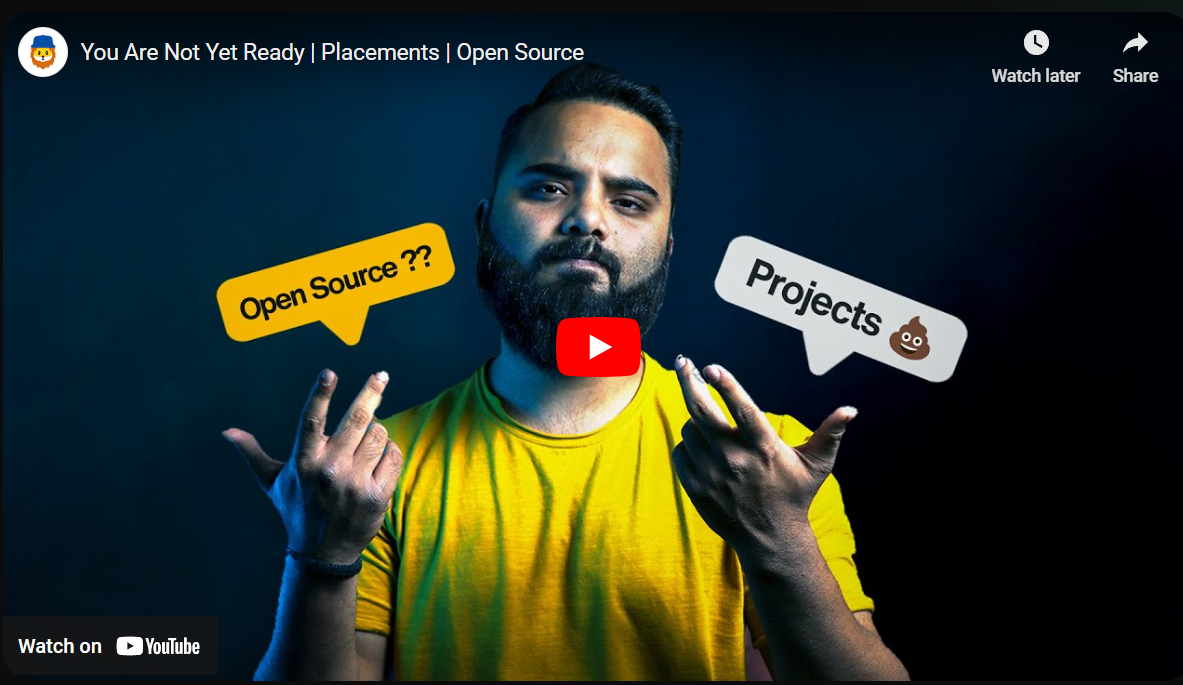 You Are Not Yet Ready | Placements | Open Source
Watch later
Share
Open Source ??
Projects 💩
Watch on YouTube